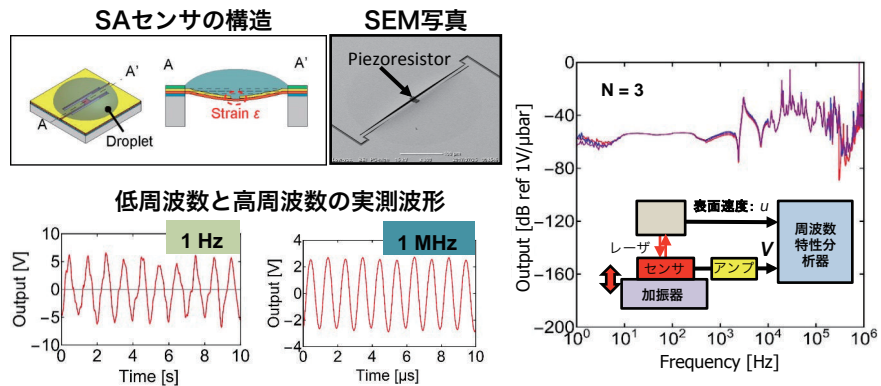 SAセンサの構造
SEM写真
A
A'
A
A'
Droplet
Strain ε
Piezoresistor
低周波数と高周波数の実測波形
1 Hz
Output [V]
10
5
0
−5
−10
0 2 4 6 8 10
Time [s]
1 MHz
Output [V]
4
2
0
−2
−4
0 2 4 6 8 10
Time [μs]
N = 3
Output [dB ref 1V/μbar]
0
−40
−80
−120
−160
−200
10⁰ 10¹ 10² 10³ 10⁴ 10⁵ 10⁶
Frequency [Hz]
表面速度: u
レーザ
センサ
アンプ
V
加振器
周波数
特性分
析器